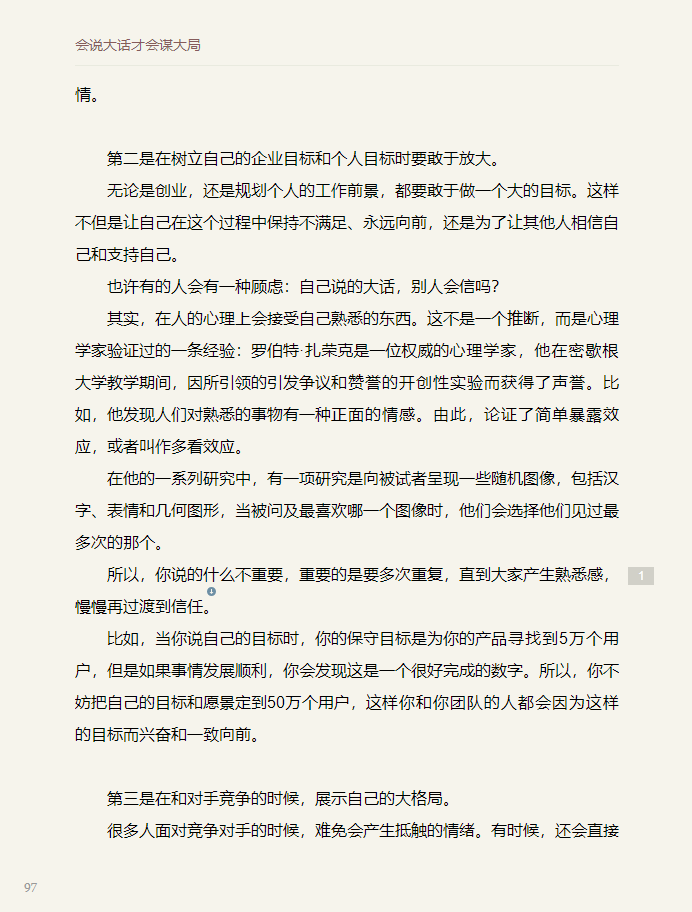 会说大话才会谋大局
情。
第二是在树立自己的企业目标和个人目标时要敢于放大。
无论是创业，还是规划个人的工作前景，都要敢于做一个大的目标。这样
不但是让自己在这个过程中保持不满足、永远向前，还是为了让其他人相信自
己和支持自己。
也许有的人会有一种顾虑：自己说的大话，别人会信吗？
其实，在人的心理上会接受自己熟悉的东西。这不是一个推断，而是心理
学家验证过的一条经验：罗伯特·扎荣克是一位权威的心理学家，他在密歇根
大学教学期间，因所引领的引发争议和赞誉的开创性实验而获得了声誉。比
如，他发现人们对熟悉的事物有一种正面的情感。由此，论证了简单暴露效
应，或者叫作多看效应。
在他的一系列研究中，有一项研究是向被试者呈现一些随机图像，包括汉
字、表情和几何图形，当被问及最喜欢哪一个图像时，他们会选择他们见过最
多次的那个。
所以，你说的什么不重要，重要的是要多次重复，直到大家产生熟悉感，
1
慢慢再过渡到信任。
比如，当你说自己的目标时，你的保守目标是为你的产品寻找到5万个用
户，但是如果事情发展顺利，你会发现这是一个很好完成的数字。所以，你不
妨把自己的目标和愿景定到50万个用户，这样你和你团队的人都会因为这样
的目标而兴奋和一致向前。
第三是在和对手竞争的时候，展示自己的大格局。
很多人面对竞争对手的时候，难免会产生抵触的情绪。有时候，还会直接
97